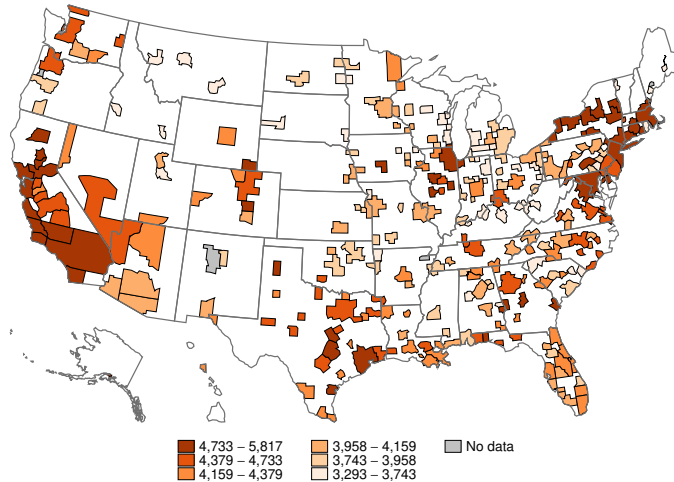 4,733 – 5,817 3,958 – 4,159 No data
4,379 – 4,733 3,743 – 3,958
4,159 – 4,379 3,293 – 3,743